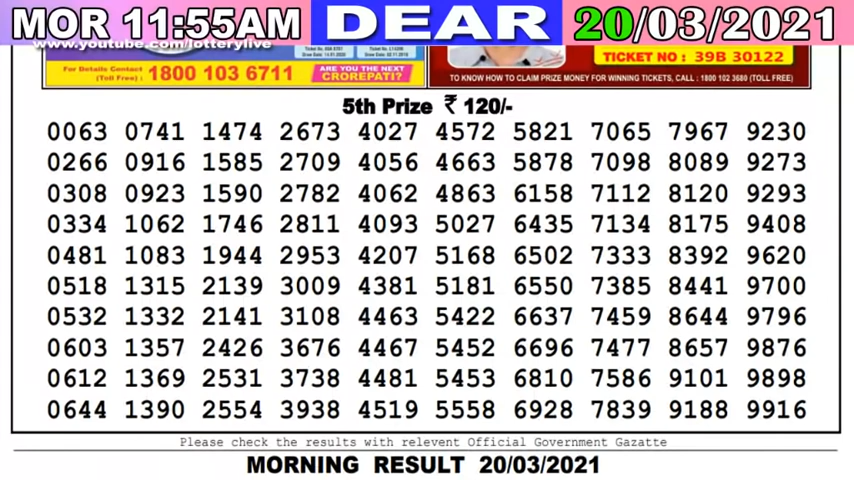 MOR 11:55AM DEAR 20/03/2021
www.youtube.com/lotterylive
For Details Contact (Toll Free) : 1800 103 6711
ARE YOU THE NEXT CROREPATI?
TICKET NO : 39B 30122
TO KNOW HOW TO CLAIM PRIZE MONEY FOR WINNING TICKETS, CALL : 1800 102 3680 (TOLL FREE)
5th Prize ₹ 120/-
0063 0741 1474 2673 4027 4572 5821 7065 7967 9230
0266 0916 1585 2709 4056 4663 5878 7098 8089 9273
0308 0923 1590 2782 4062 4863 6158 7112 8120 9293
0334 1062 1746 2811 4093 5027 6435 7134 8175 9408
0481 1083 1944 2953 4207 5168 6502 7333 8392 9620
0518 1315 2139 3009 4381 5181 6550 7385 8441 9700
0532 1332 2141 3108 4463 5422 6637 7459 8644 9796
0603 1357 2426 3676 4467 5452 6696 7477 8657 9876
0612 1369 2531 3738 4481 5453 6810 7586 9101 9898
0644 1390 2554 3938 4519 5558 6928 7839 9188 9916
Please check the results with relevent Official Government Gazatte
MORNING RESULT 20/03/2021